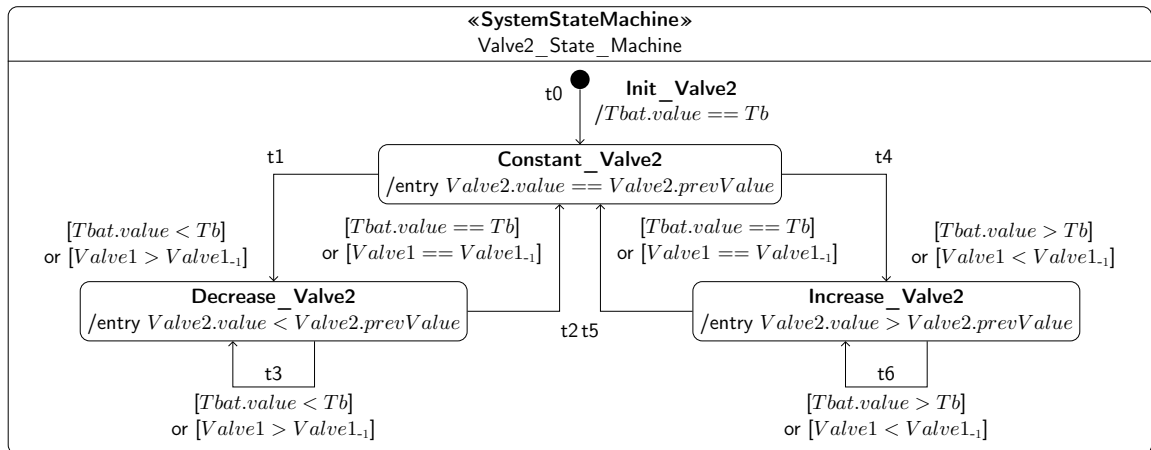 «SystemStateMachine»
Valve2_State_Machine
t0
Init_Valve2
/Tbat.value == Tb
t1
Constant_Valve2
/entry Valve2.value == Valve2.prevValue
t4
[Tbat.value < Tb]
or [Valve1 > Valve1₋₁]
[Tbat.value == Tb]
or [Valve1 == Valve1₋₁]
[Tbat.value == Tb]
or [Valve1 == Valve1₋₁]
[Tbat.value > Tb]
or [Valve1 < Valve1₋₁]
Decrease_Valve2
/entry Valve2.value < Valve2.prevValue
t2 t5
Increase_Valve2
/entry Valve2.value > Valve2.prevValue
t3
[Tbat.value < Tb]
or [Valve1 > Valve1₋₁]
t6
[Tbat.value > Tb]
or [Valve1 < Valve1₋₁]